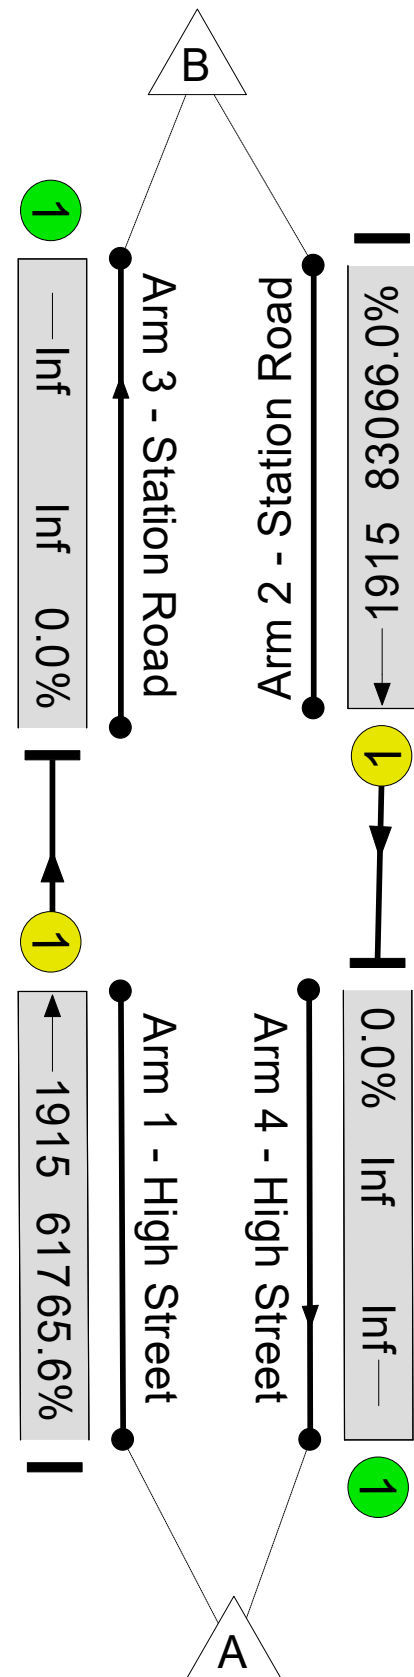 B
1
1
Inf Inf 0.0%
Arm 3 - Station Road
Arm 2 - Station Road
1915 83066.0%
1
1
1915 61765.6%
Arm 1 - High Street
Arm 4 - High Street
0.0% Inf Inf
1
A